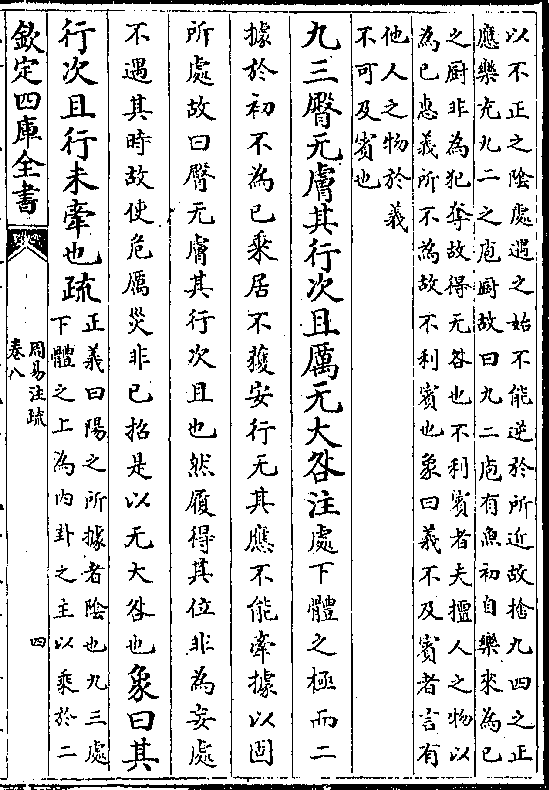 以不正之陰處遇之始不能逆於所近故捨九四之正
應樂充九二之庖厨故曰九二庖有魚初自樂來為已
之厨非為犯奪故得无咎也不利賓者夫擅人之物以
為已惠義所不為故不利賓也象曰義不及賓者言有
他人之物於義
不可及賓也
九三臀无膚其行次且厲无大咎注處下體之極而二
據於初不為已乘居不獲安行无其應不能牽據以固
所處故曰臀无膚其行次且也然履得其位非為妄處
不遇其時故使危厲災非已招是以无大咎也象曰其
行次且行未牽也疏
正義曰陽之所據者陰也九三處
下體之上為内卦之主以乘於二
欽定四庫全書
周易注疏
卷八
四